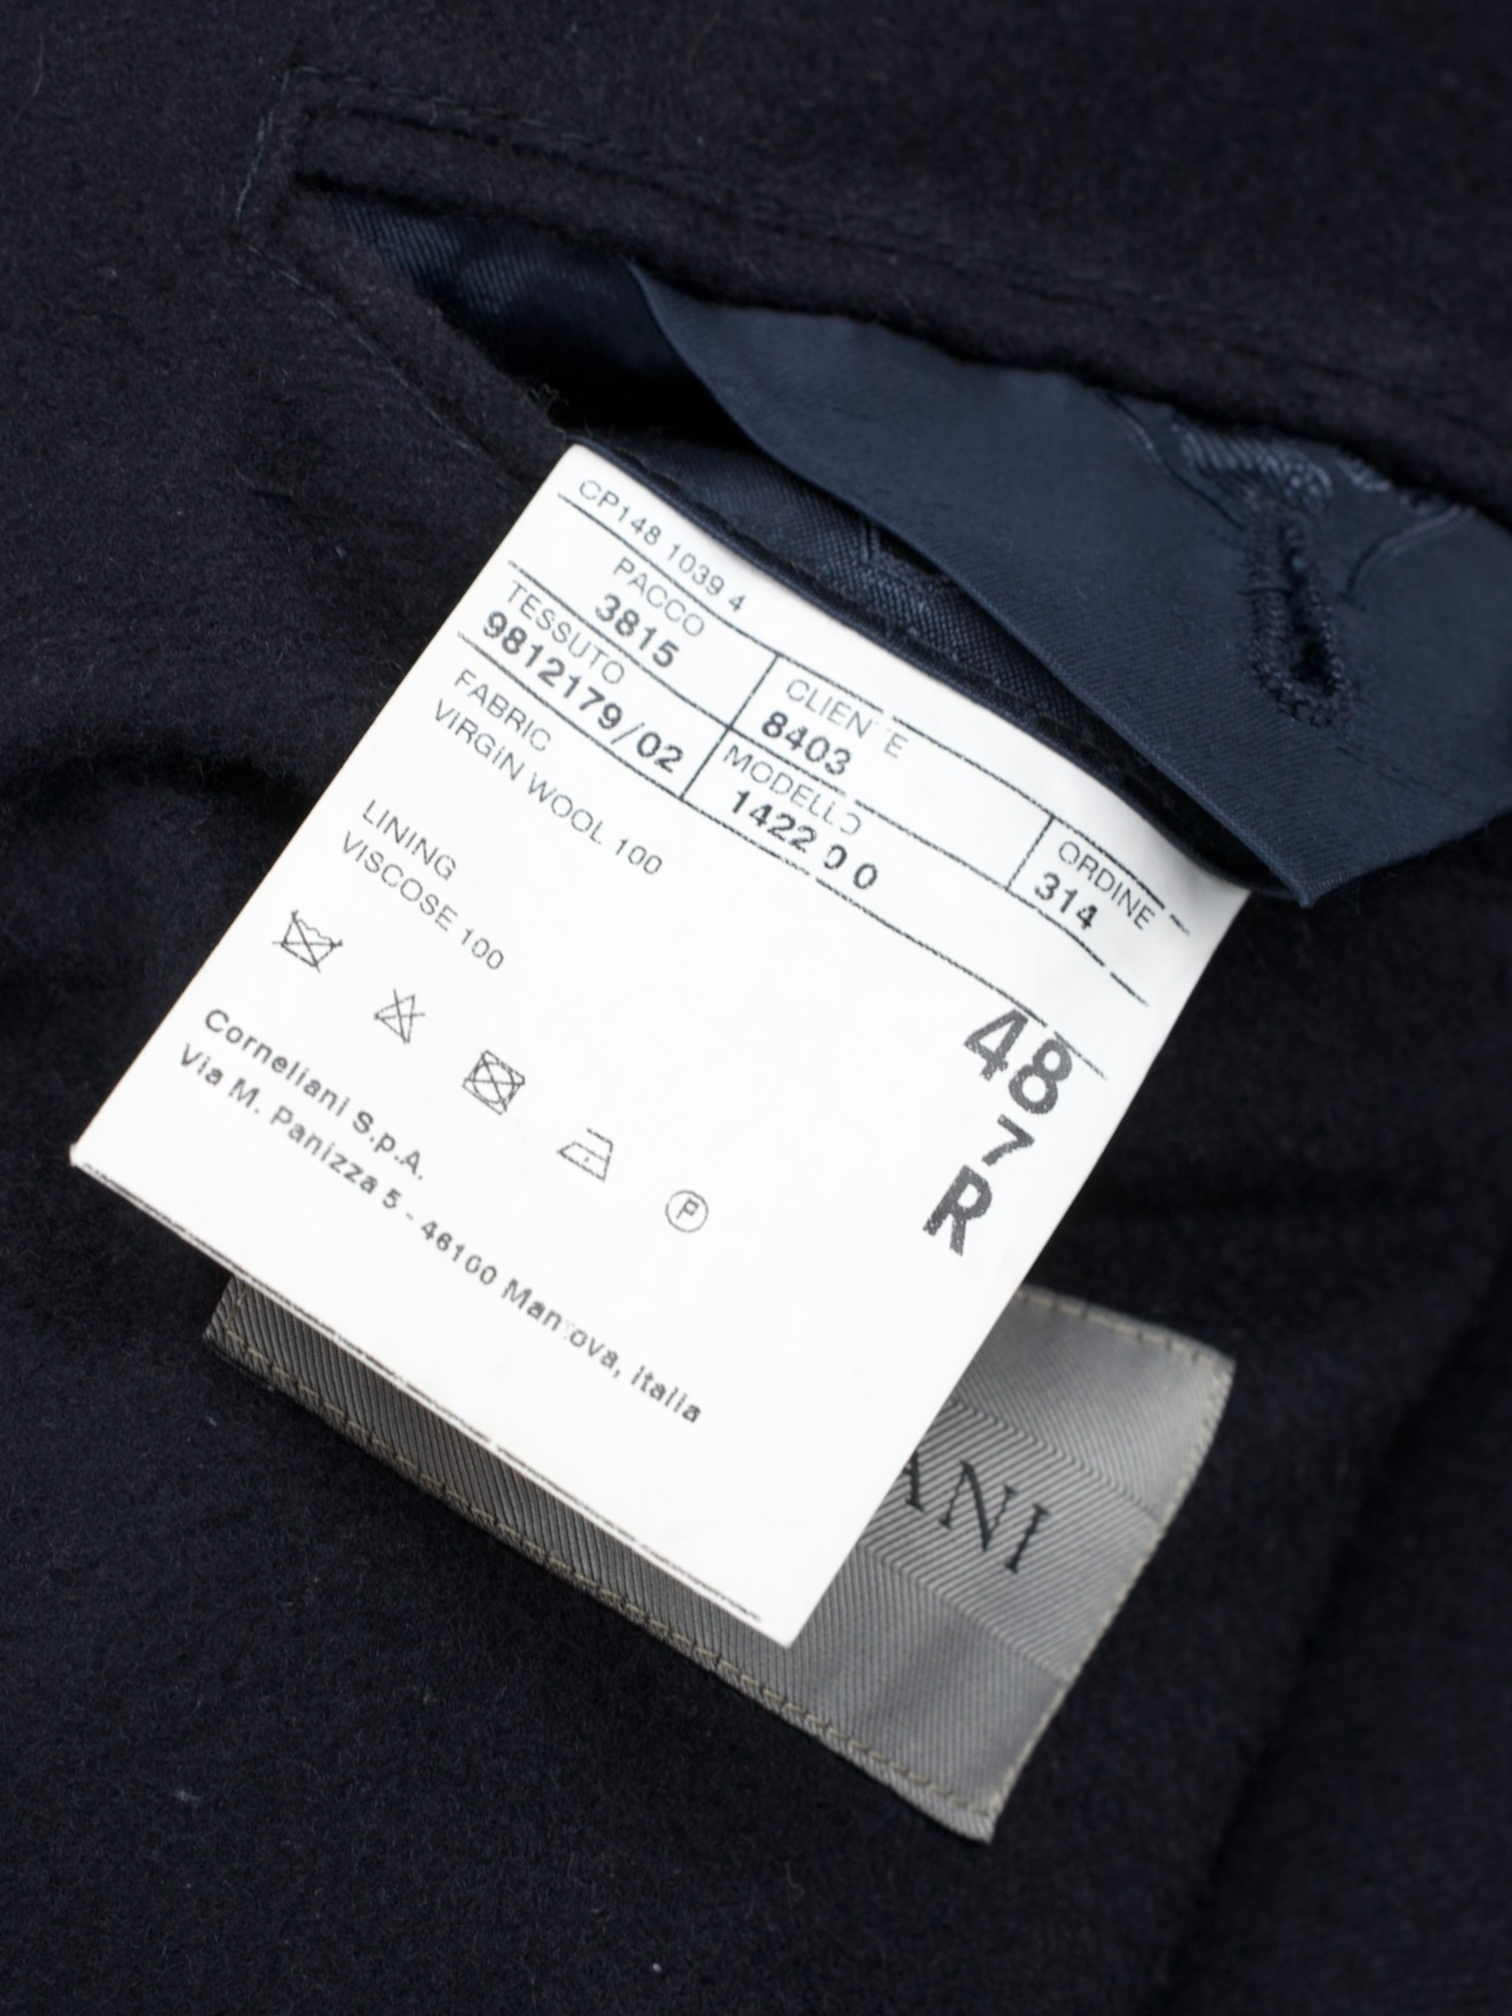 CP148 1039 4
PACCO
3815
CLIENTE
8403
ORDINE
314
TESSUTO
9812179/02
MODELLO
1422 0 0
FABRIC
VIRGIN WOOL 100
LINING
VISCOSE 100
48
7
R
P
Corneliani S.p.A.
Via M. Panizza 5 - 46100 Mantova, Italia
ANI